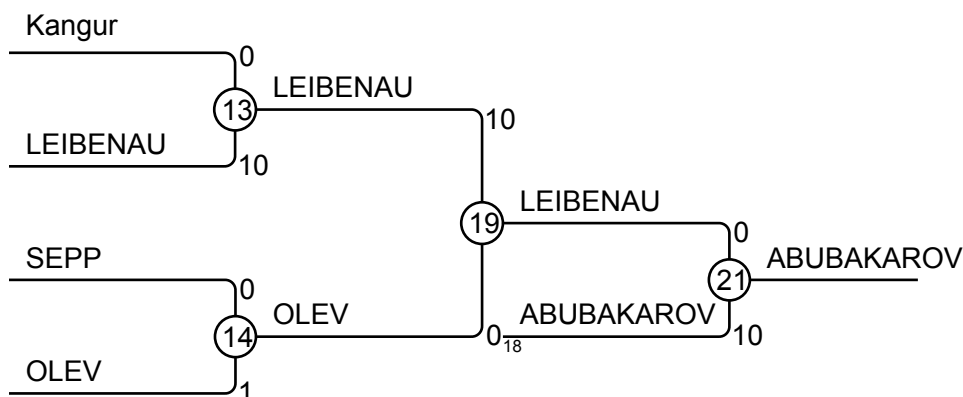 Kangur
0
13
LEIBENAU
10
LEIBENAU
10
19
LEIBENAU
0
SEPP
0
21
ABUBAKAROV
14
OLEV
0
18
ABUBAKAROV
10
OLEV
1